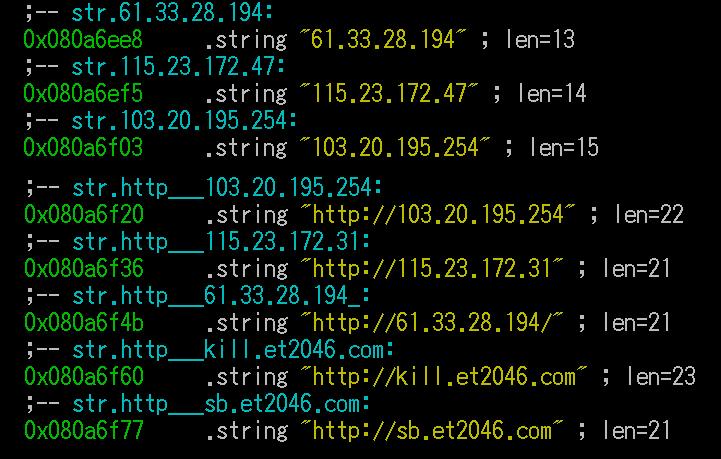 ;-- str.61.33.28.194:
0x080a6ee8 .string "61.33.28.194" ; len=13
;-- str.115.23.172.47:
0x080a6ef5 .string "115.23.172.47" ; len=14
;-- str.103.20.195.254:
0x080a6f03 .string "103.20.195.254" ; len=15
;-- str.http___103.20.195.254:
0x080a6f20 .string "http://103.20.195.254" ; len=22
;-- str.http___115.23.172.31:
0x080a6f36 .string "http://115.23.172.31" ; len=21
;-- str.http___61.33.28.194_:
0x080a6f4b .string "http://61.33.28.194/" ; len=21
;-- str.http___kill.et2046.com:
0x080a6f60 .string "http://kill.et2046.com" ; len=23
;-- str.http___sb.et2046.com:
0x080a6f77 .string "http://sb.et2046.com" ; len=21